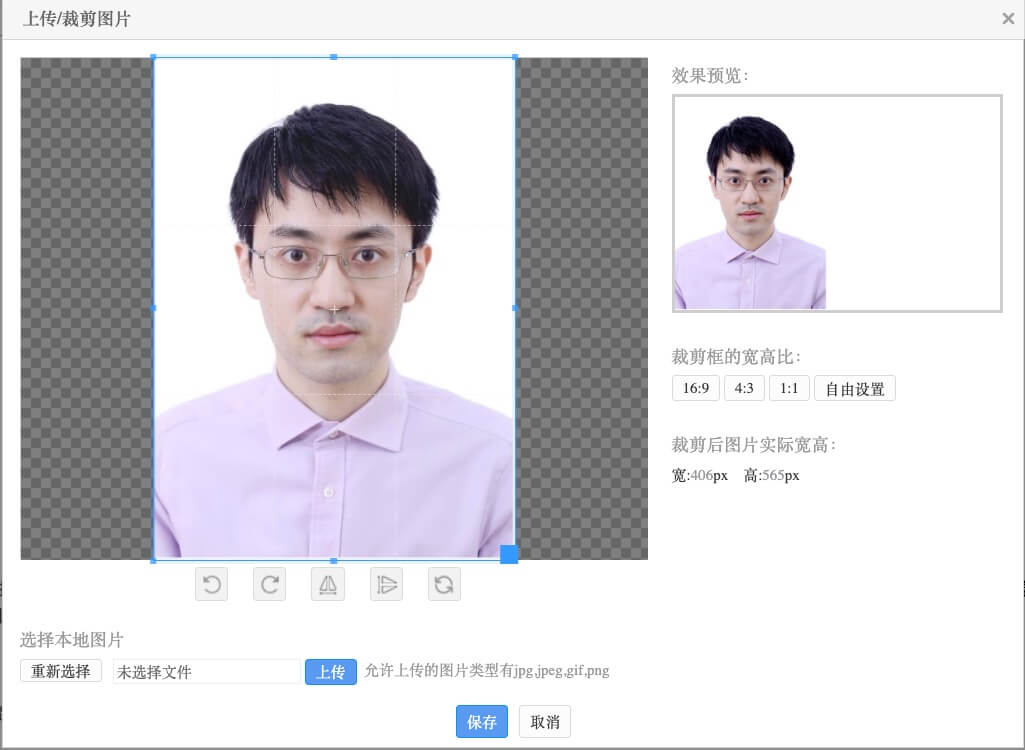 上传/裁剪图片
效果预览:
裁剪框的宽高比:
16:9 4:3 1:1 自由设置
裁剪后图片实际宽高:
宽:406px 高:565px
选择本地图片
重新选择 未选择文件 上传 允许上传的图片类型有jpg,jpeg,gif,png
保存 取消